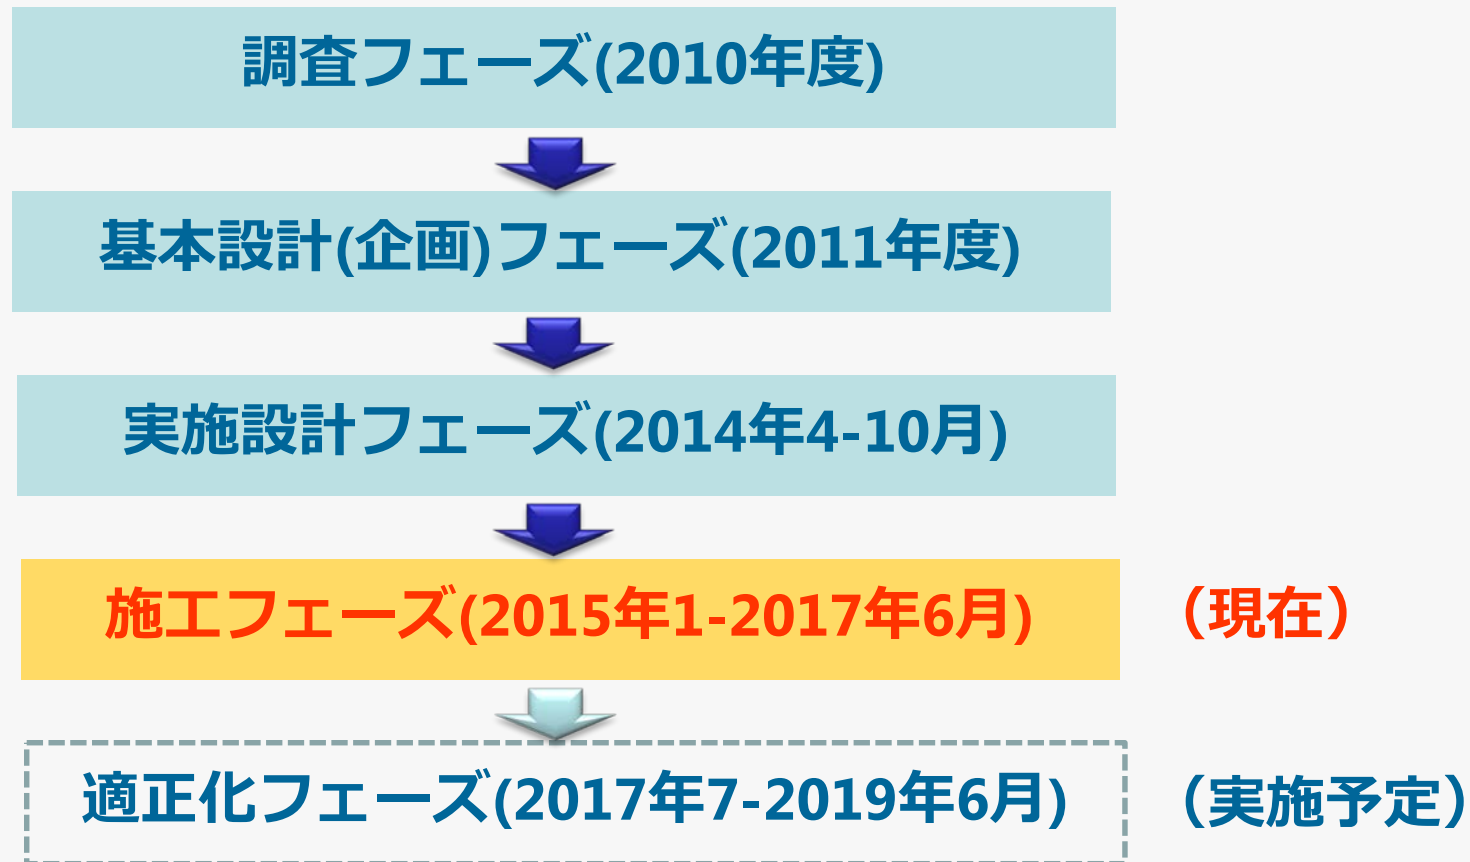 調査フェーズ(2010年度)
基本設計(企画)フェーズ(2011年度)
実施設計フェーズ(2014年4-10月)
施工フェーズ(2015年1-2017年6月)
（現在）
適正化フェーズ(2017年7-2019年6月)
（実施予定）